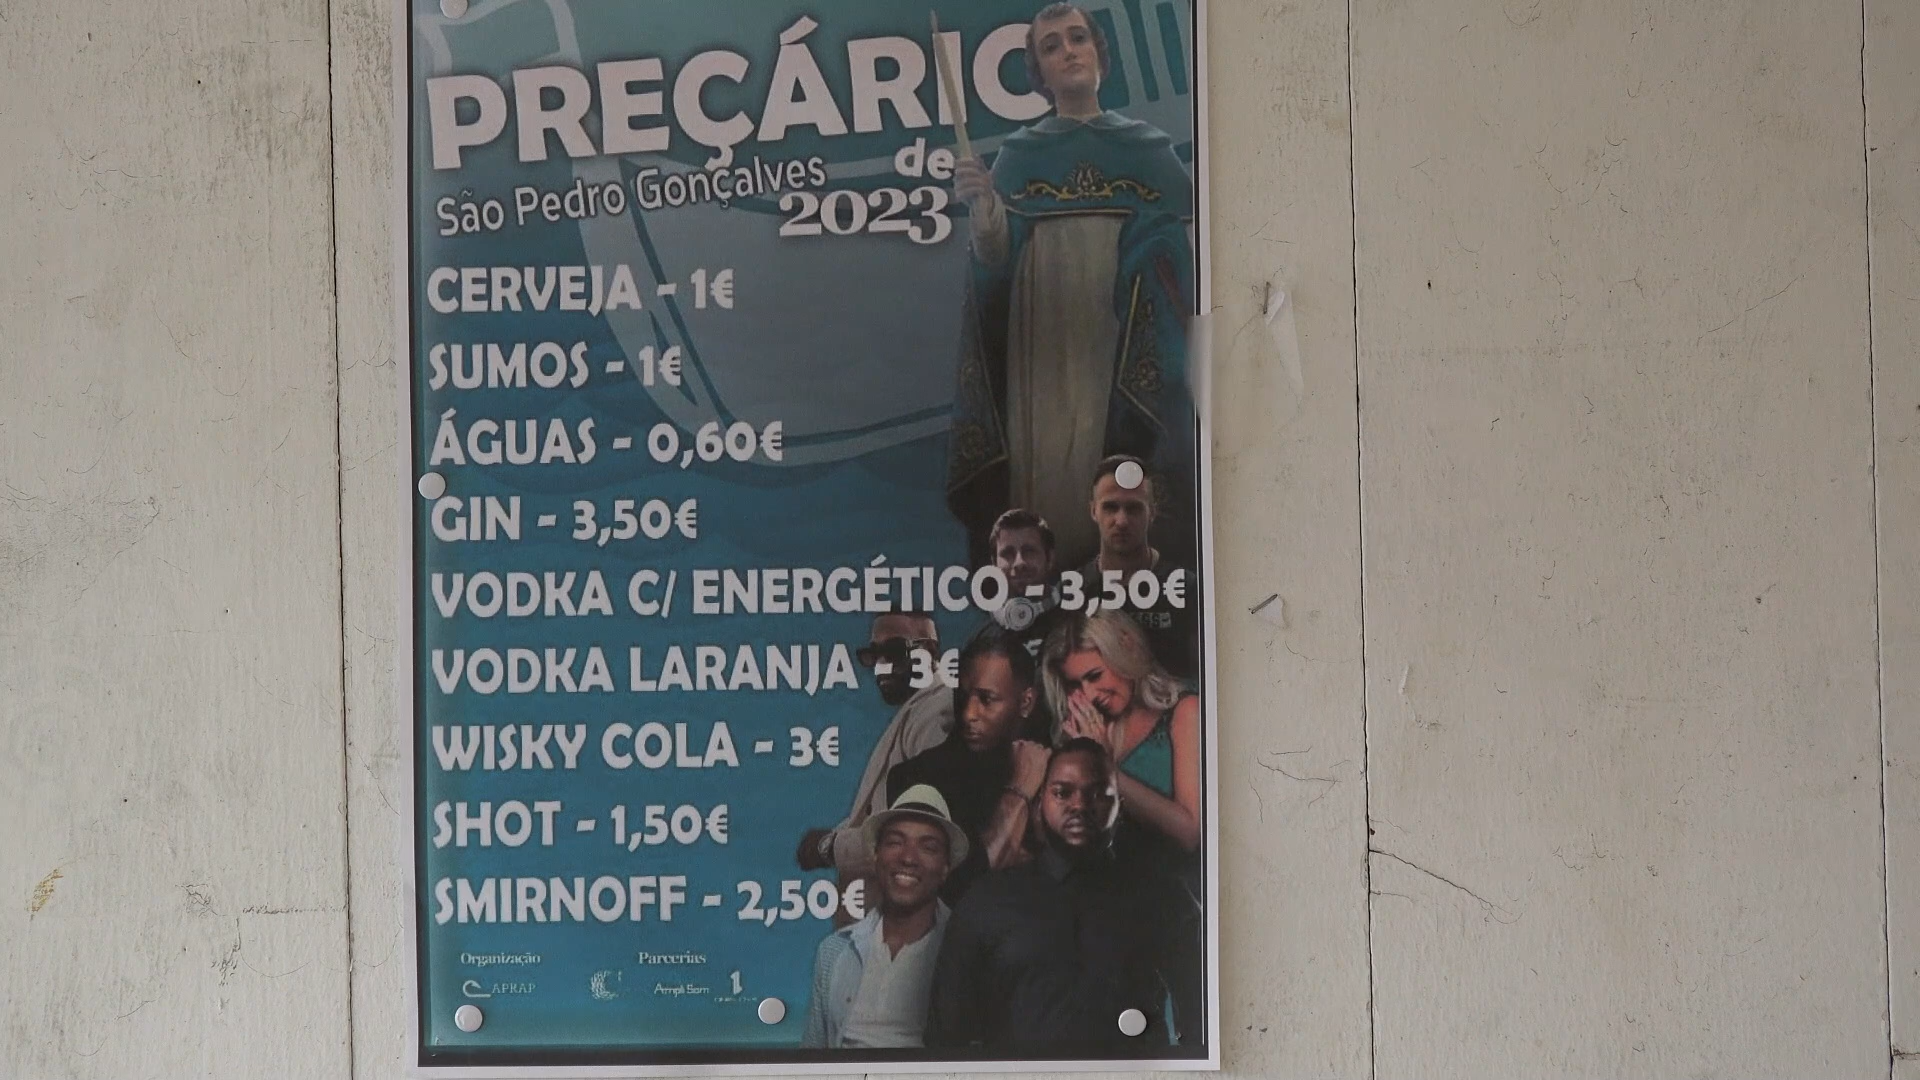 PREÇÁRIO
de
São Pedro Gonçalves
2023
CERVEJA - 1€
SUMOS - 1€
ÁGUAS - 0,60€
GIN - 3,50€
VODKA C/ ENERGÉTICO - 3,50€
VODKA LARANJA - 3€
WISKY COLA - 3€
SHOT - 1,50€
SMIRNOFF - 2,50€
Organização Parcerias
APRAP Ampli Som 1